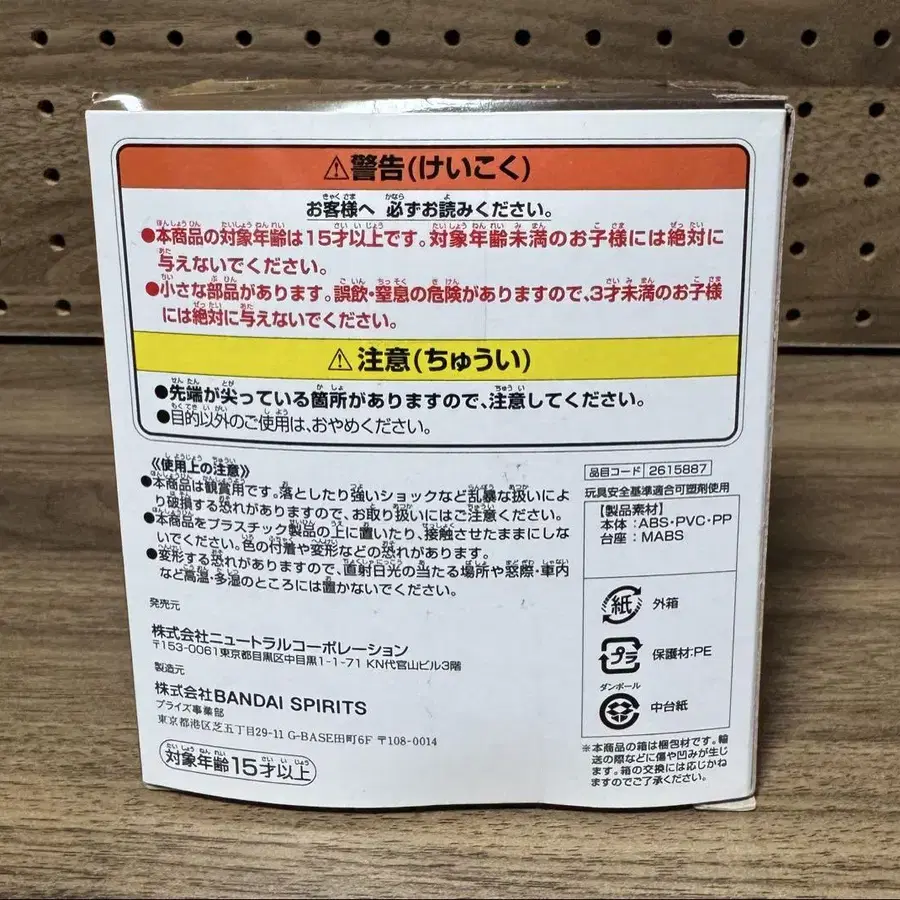 ⚠警告(けいこく)
お客様へ 必ずお読みください。
●本商品の対象年齢は15才以上です。対象年齢未満のお子様には絶対に
与えないでください。
●小さな部品があります。誤飲・窒息の危険がありますので、3才未満のお子様
には絶対に与えないでください。
⚠注意(ちゅうい)
●先端が尖っている箇所がありますので、注意してください。
●目的以外のご使用は、おやめください。
《使用上の注意》
●本商品は観賞用です。落としたり強いショックなど乱暴な扱いによ
り破損する恐れがありますので、お取り扱いにはご注意ください。
●本商品をプラスチック製品の上に置いたり、接触させたままにしな
いでください。色の付着や変形などの恐れがあります。
●変形する恐れがありますので、直射日光の当たる場所や窓際・車内
など高温・多湿のところには置かないでください。
発売元
株式会社ニュートラルコーポレーション
〒153-0061東京都目黒区中目黒1-1-71 KN代官山ビル3階
製造元
株式会社BANDAI SPIRITS
プライズ事業部
東京都港区芝五丁目29-11 G-BASE田町6F 〒108-0014
対象年齢15才以上
品目コード 2615887
玩具安全基準適合可塑剤使用
【製品素材】
本体:ABS・PVC・PP
台座:MABS
紙 外箱
プラ 保護材:PE
ダンボール
中台紙
※本商品の箱は梱包材です。輸
送の際などに傷や凹みが生じ
ます。箱の交換には応じかね
ますのでご了承ください。